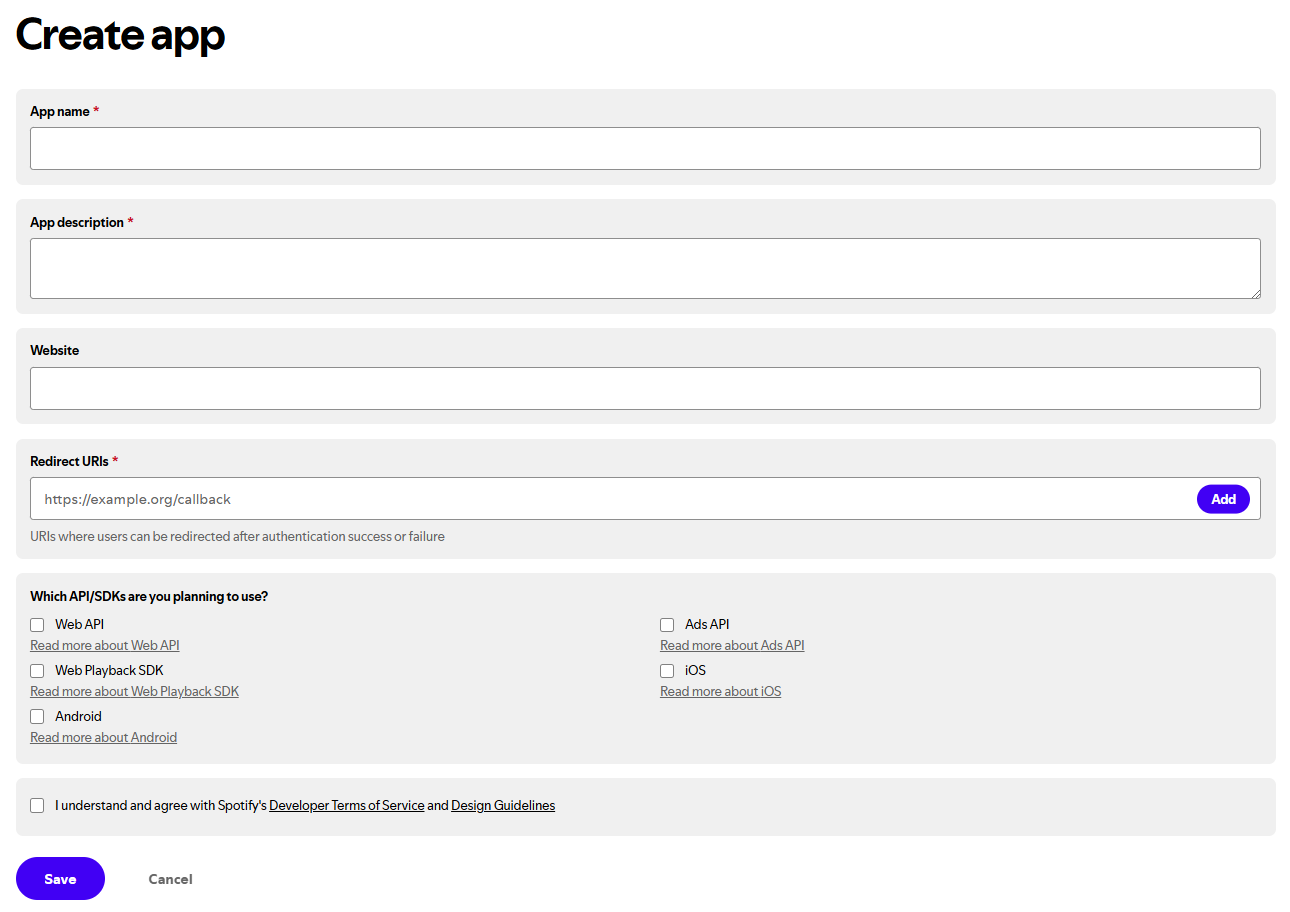 Create app
App name *
App description *
Website
Redirect URIs *
https://example.org/callback
Add
URIs where users can be redirected after authentication success or failure
Which API/SDKs are you planning to use?
Web API
Read more about Web API
Ads API
Read more about Ads API
Web Playback SDK
Read more about Web Playback SDK
iOS
Read more about iOS
Android
Read more about Android
I understand and agree with Spotify's Developer Terms of Service and Design Guidelines
Save
Cancel